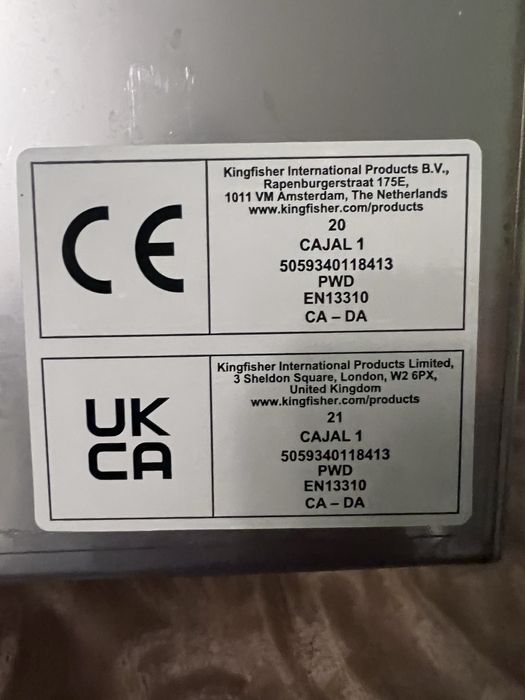 CE
Kingfisher International Products B.V.,
Rapenburgerstraat 175E,
1011 VM Amsterdam, The Netherlands
www.kingfisher.com/products
20
CAJAL 1
5059340118413
PWD
EN13310
CA – DA
UK
CA
Kingfisher International Products Limited,
3 Sheldon Square, London, W2 6PX,
United Kingdom
www.kingfisher.com/products
21
CAJAL 1
5059340118413
PWD
EN13310
CA – DA